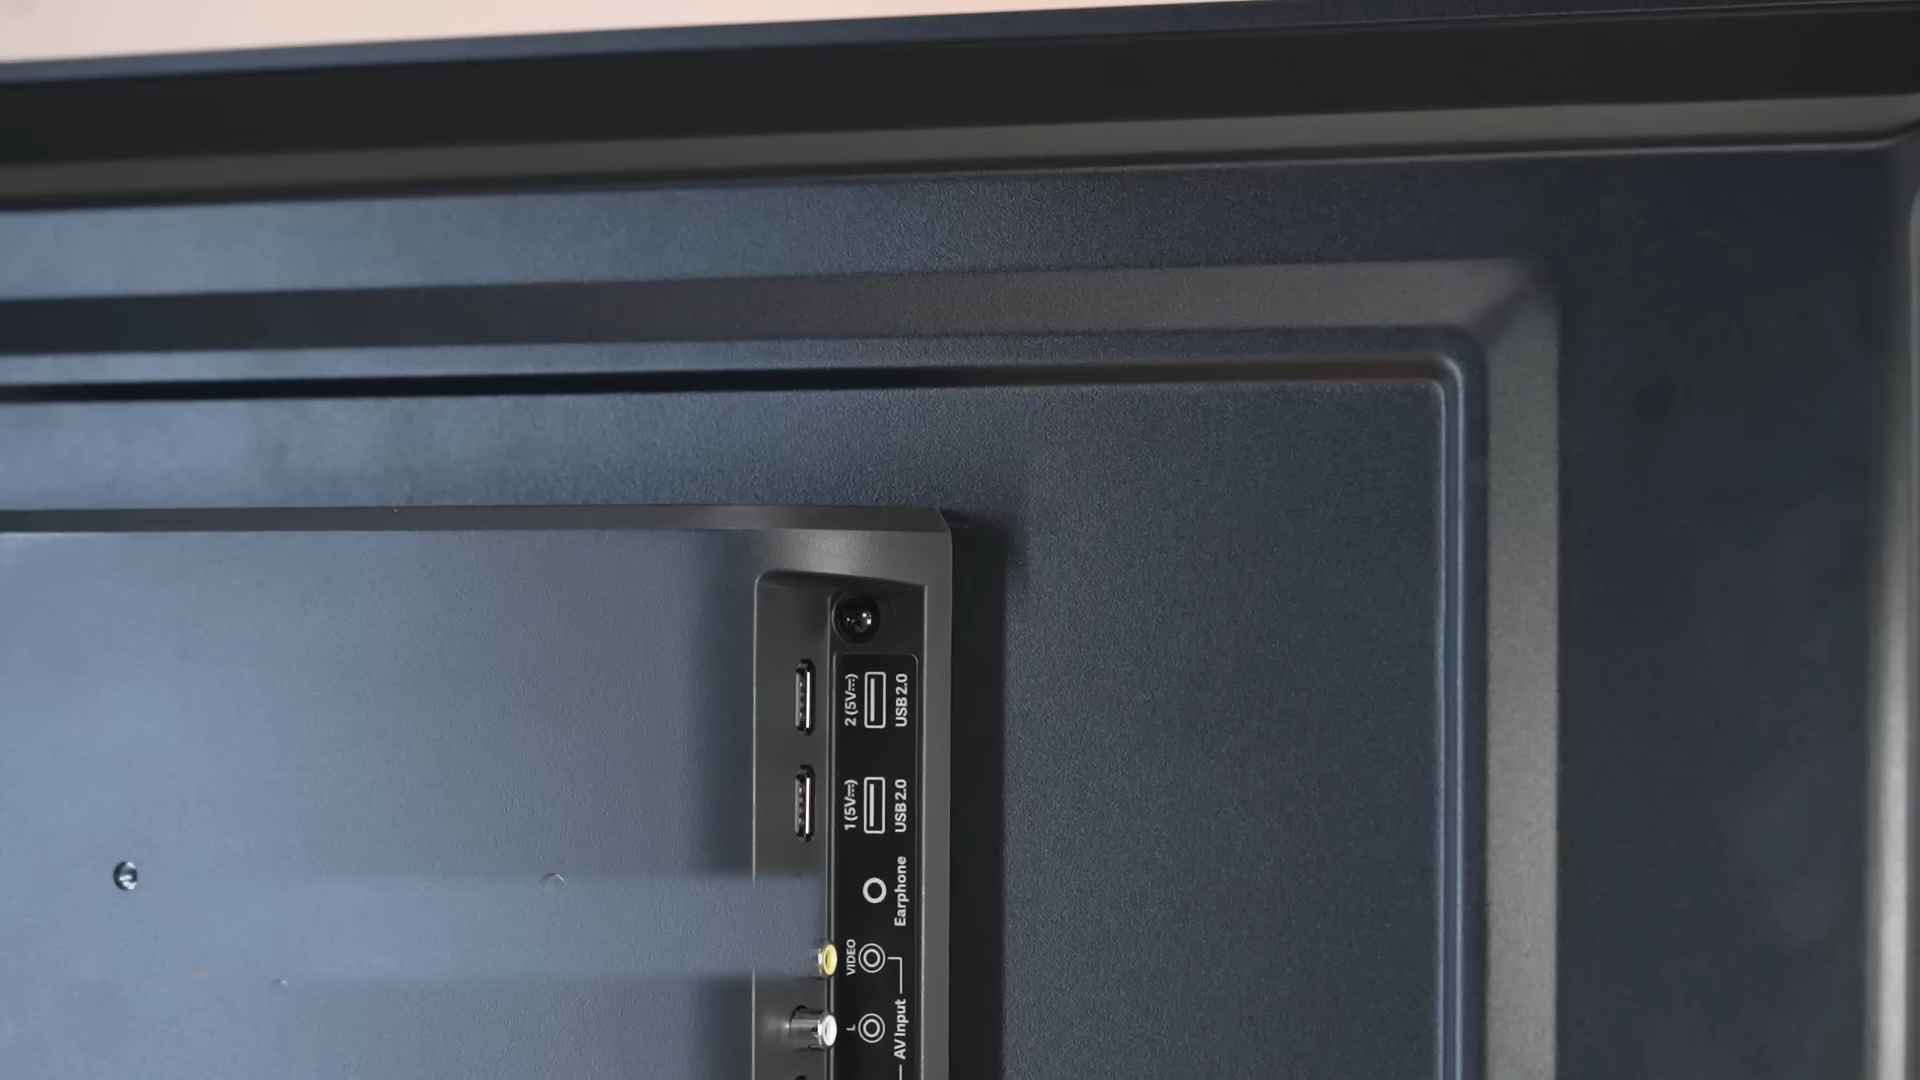 2 (5V⎓)
USB 2.0
1 (5V⎓)
USB 2.0
Earphone
VIDEO
L
AV Input